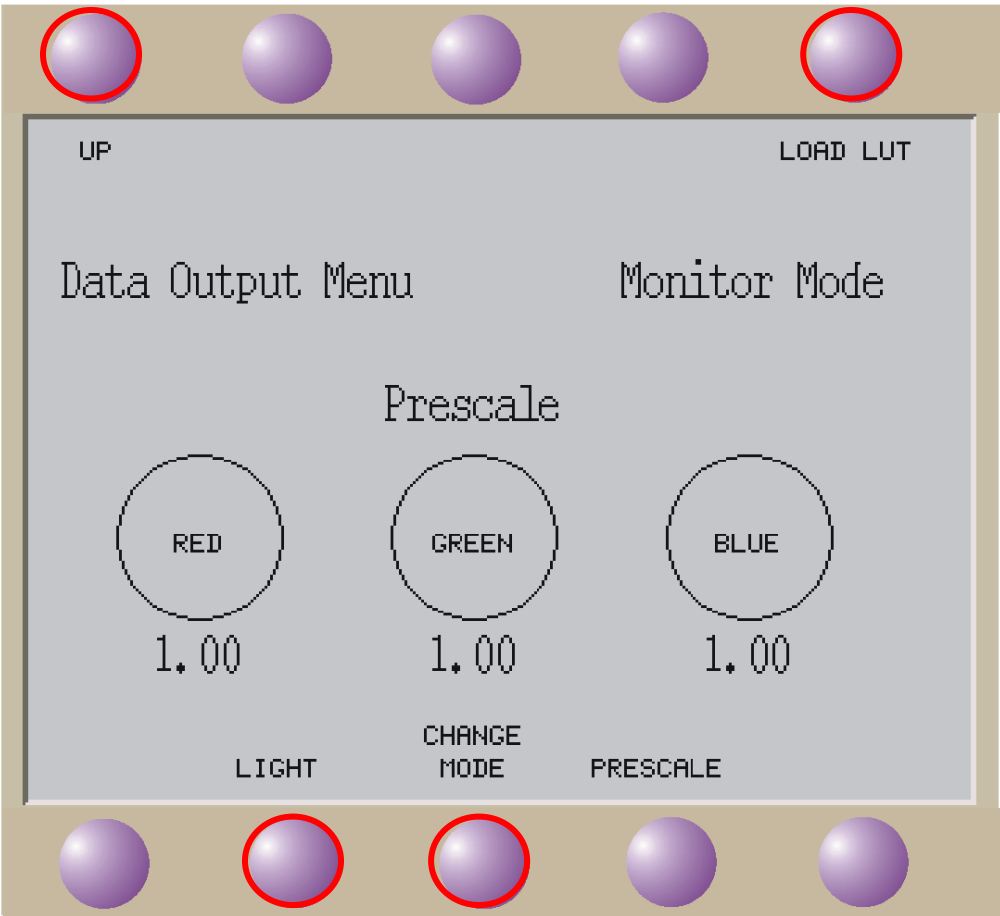 UP LOAD LUT
Data Output Menu Monitor Mode
Prescale
RED GREEN BLUE
1.00 1.00 1.00
CHANGE
LIGHT MODE PRESCALE